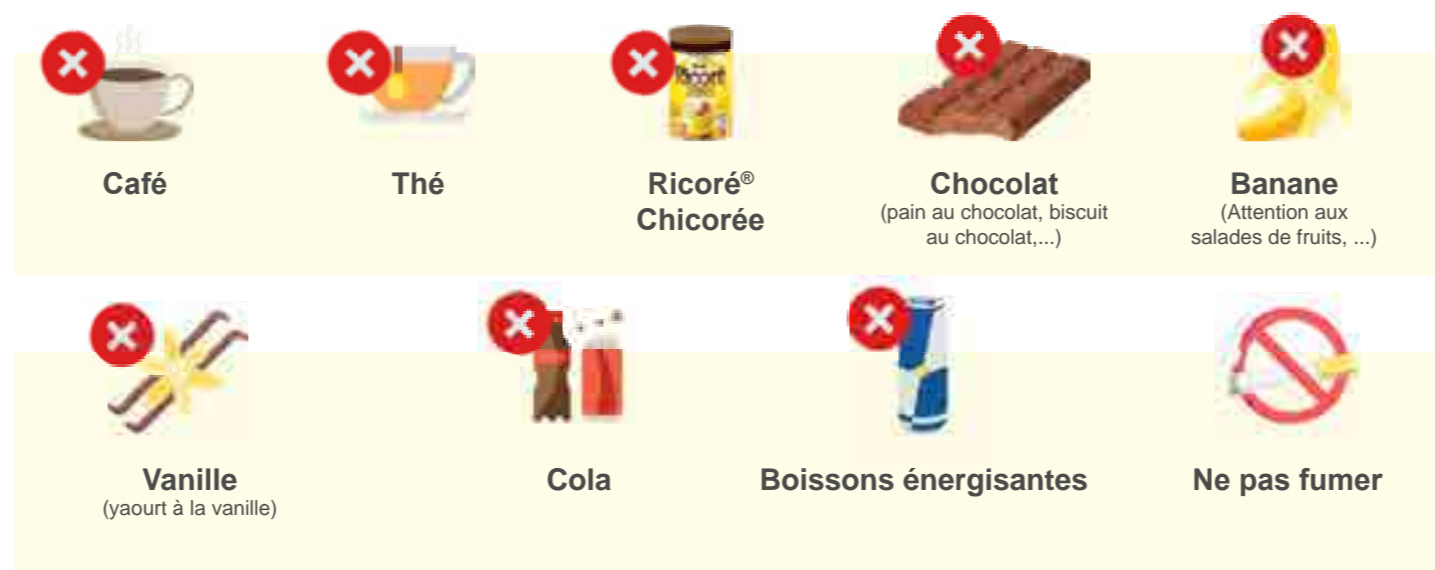 Café
Thé
Ricoré®
Chicorée
Chocolat
(pain au chocolat, biscuit
au chocolat,...)
Banane
(Attention aux
salades de fruits, ...)
Vanille
(yaourt à la vanille)
Cola
Boissons énergisantes
Ne pas fumer